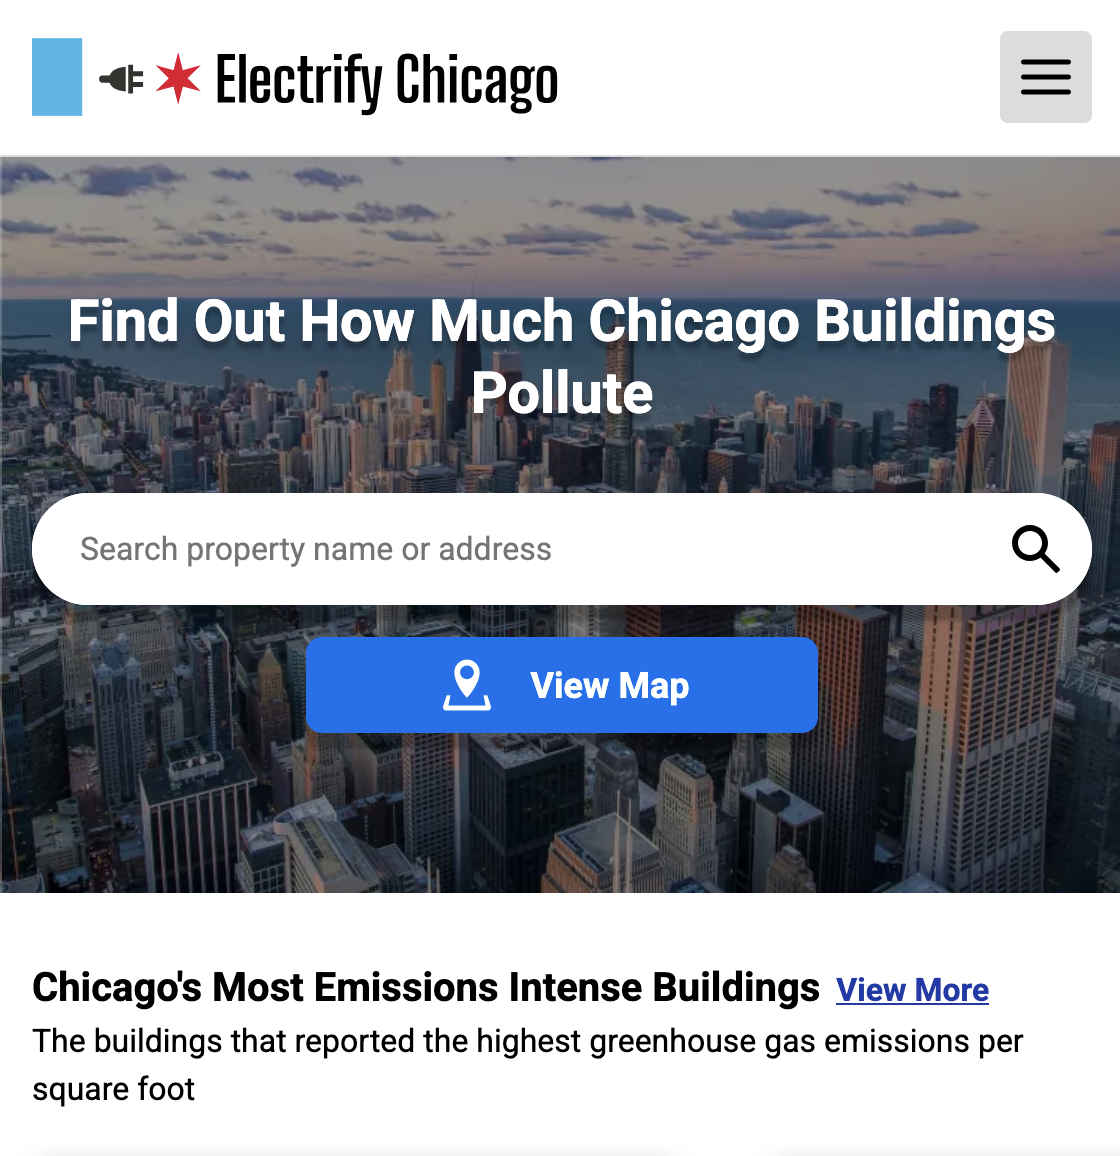 Electrify Chicago
Find Out How Much Chicago Buildings
Pollute
Search property name or address
View Map
Chicago's Most Emissions Intense Buildings View More
The buildings that reported the highest greenhouse gas emissions per
square foot